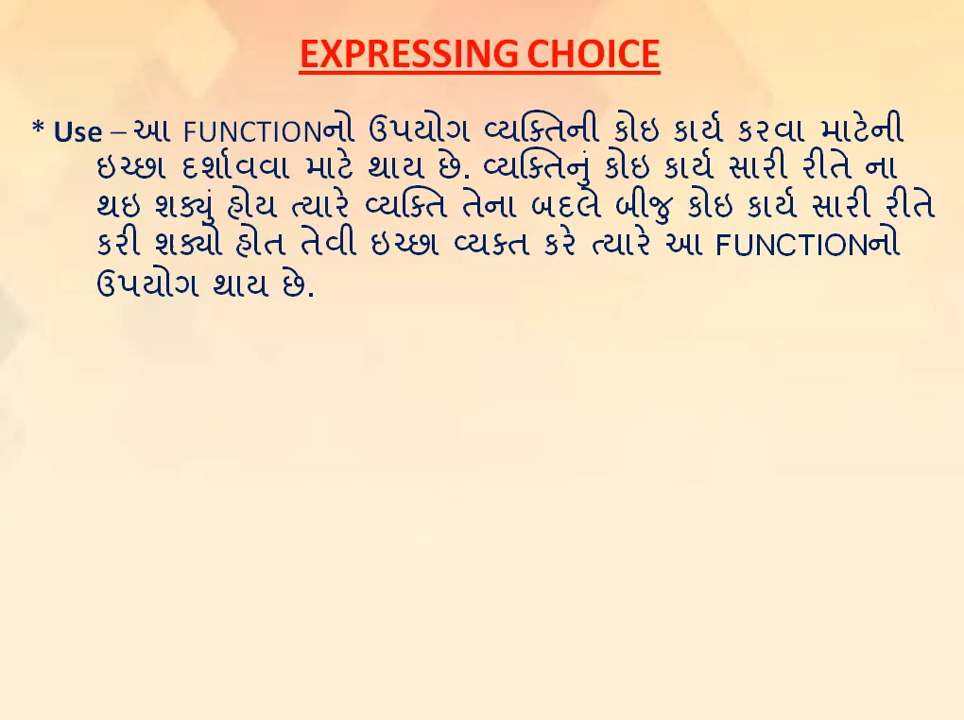 EXPRESSING CHOICE
* Use – આ FUNCTIONનો ઉપયોગ વ્યક્તિની કોઇ કાર્ય કરવા માટેની
ઇચ્છા દર્શાવવા માટે થાય છે. વ્યક્તિનું કોઇ કાર્ય સારી રીતે ના
થઇ શક્યું હોય ત્યારે વ્યક્તિ તેના બદલે બીજુ કોઇ કાર્ય સારી રીતે
કરી શક્યો હોત તેવી ઇચ્છા વ્યક્ત કરે ત્યારે આ FUNCTIONનો
ઉપયોગ થાય છે.